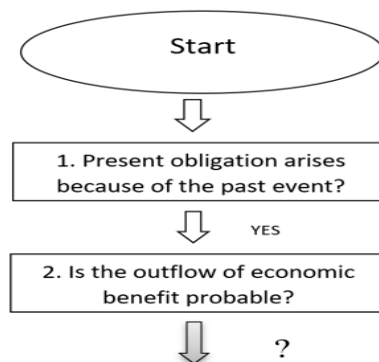 Start
1. Present obligation arises
because of the past event?
YES
2. Is the outflow of economic
benefit probable?
?